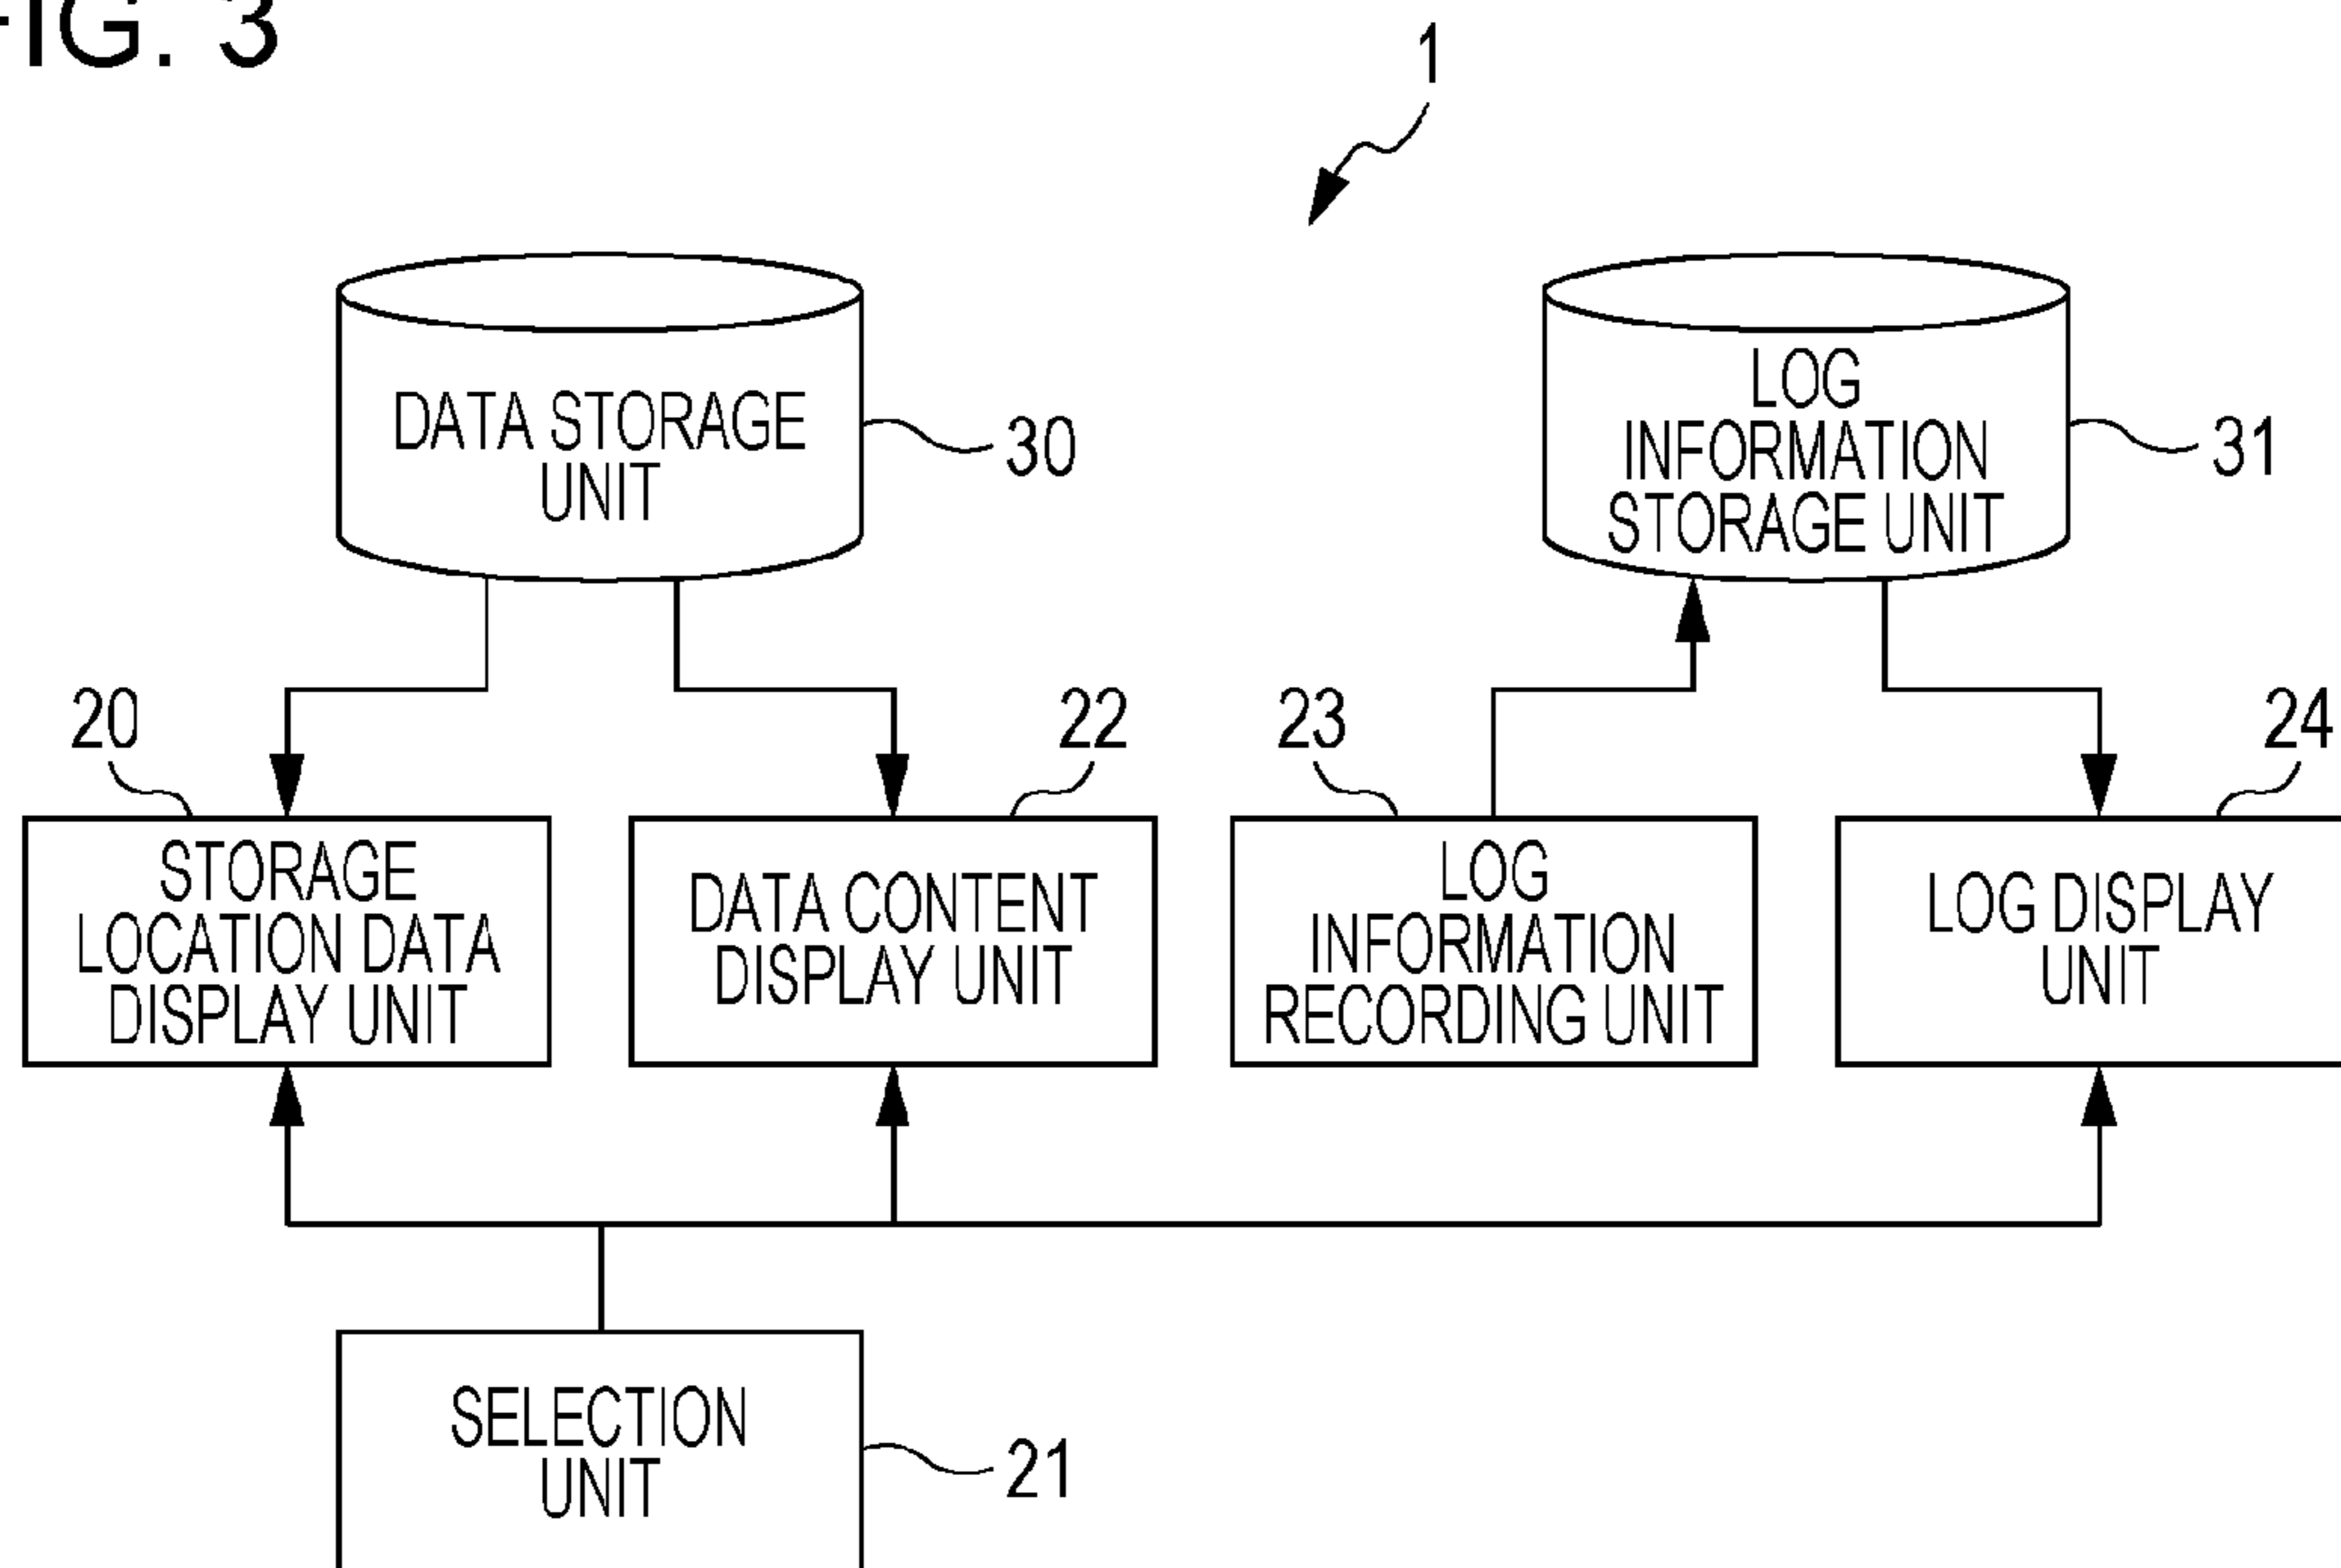 FIG. 3
1
DATA STORAGE
UNIT
30
LOG
INFORMATION
STORAGE UNIT
31
20
22
23
24
STORAGE
LOCATION DATA
DISPLAY UNIT
DATA CONTENT
DISPLAY UNIT
LOG
INFORMATION
RECORDING UNIT
LOG DISPLAY
UNIT
SELECTION
UNIT
21